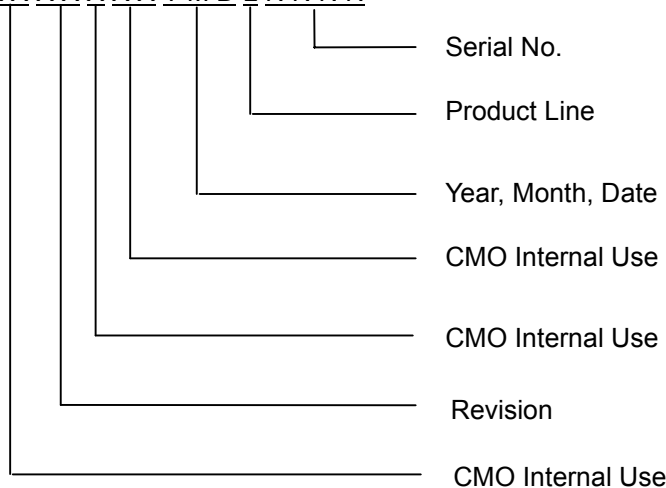 Serial No.
Product Line
Year, Month, Date
CMO Internal Use
CMO Internal Use
Revision
CMO Internal Use